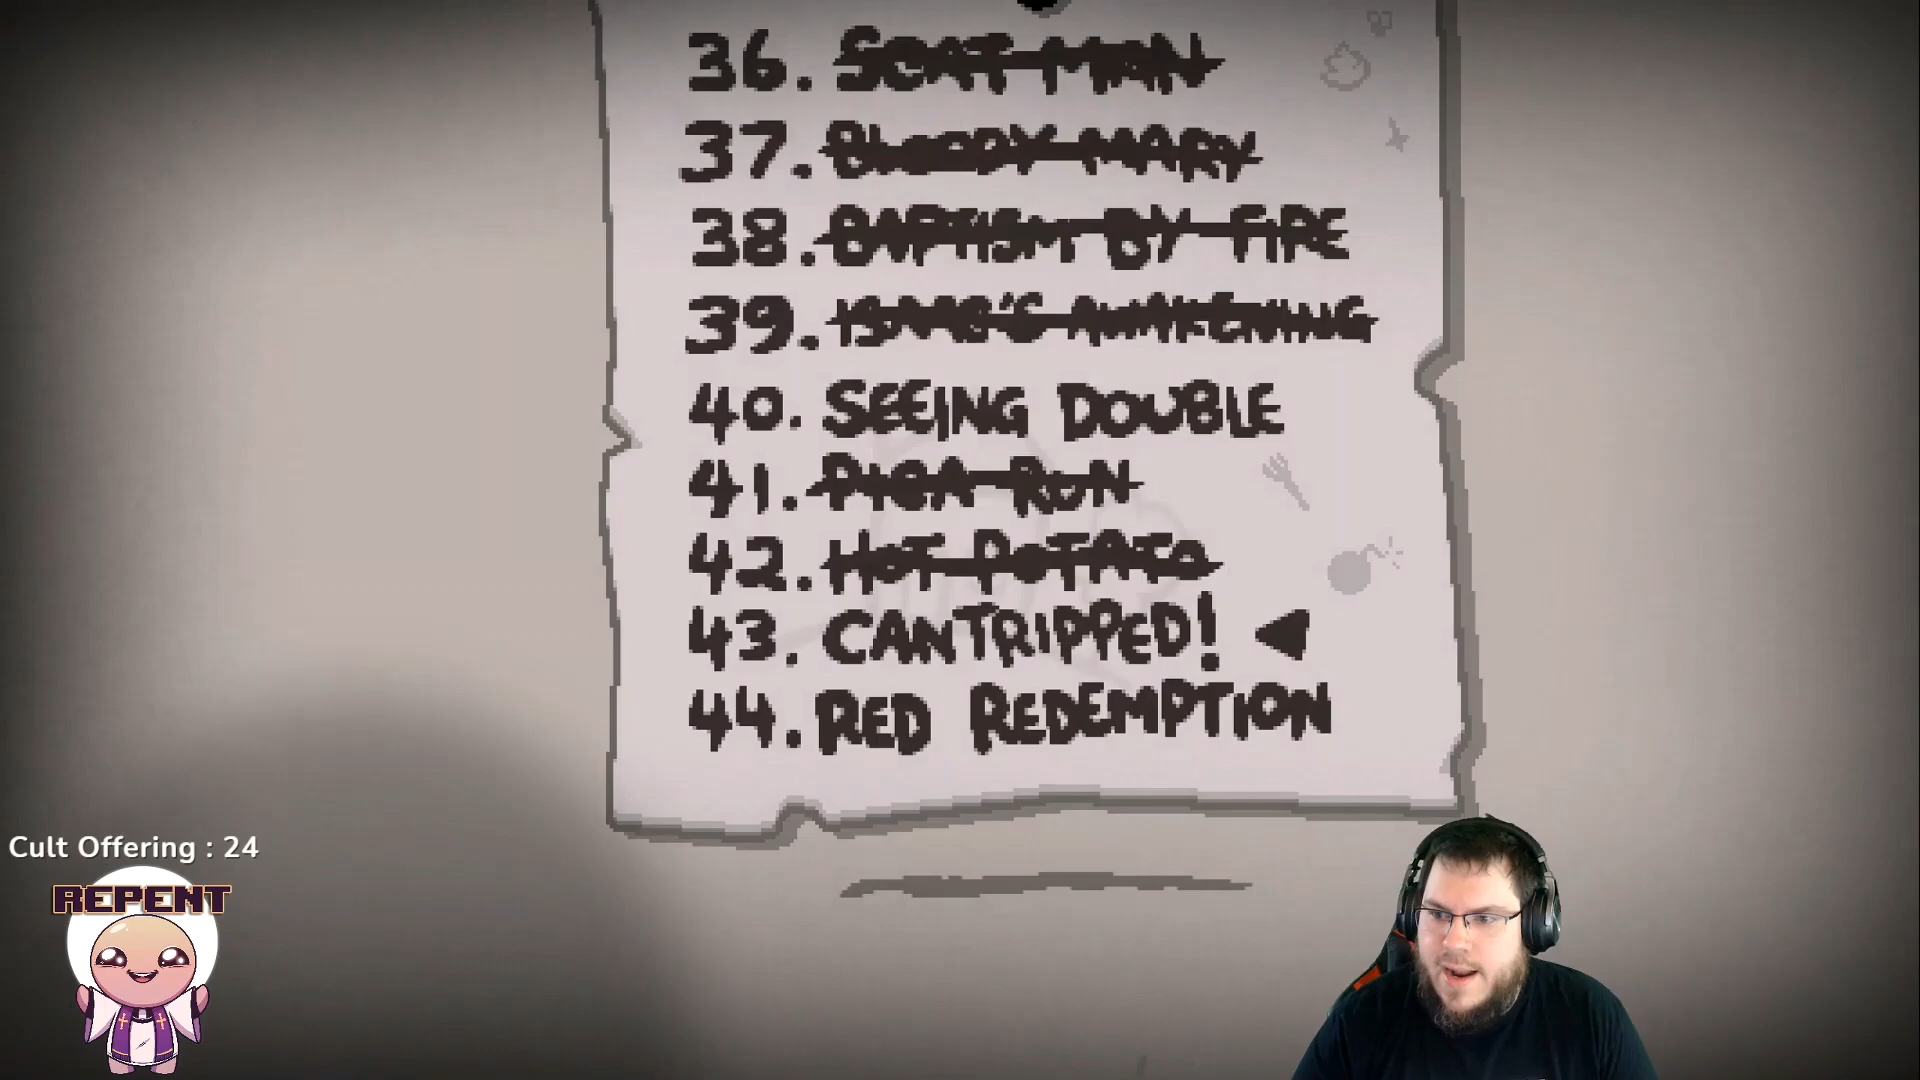 36. SCAT MAN
37. BLOODY MARY
38. BAPTISM BY FIRE
39. ISAAC'S AWAKENING
40. SEEING DOUBLE
41. PICA RUN
42. HOT POTATO
43. CANTRIPPED!
44. RED REDEMPTION
Cult Offering : 24
REPENT